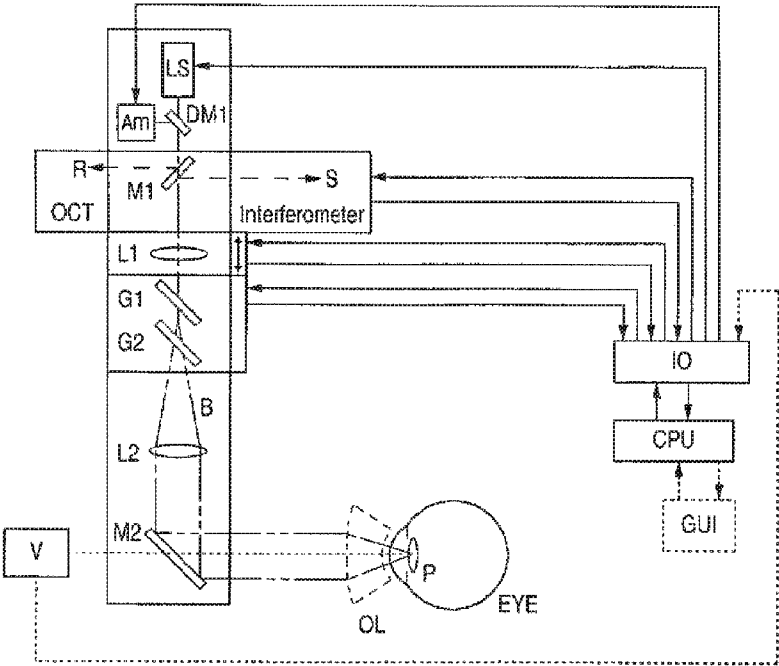 LS
DM1
Am
R
M1
S
OCT
Interferometer
L1
G1
G2
IO
B
CPU
L2
GUI
M2
V
P
EYE
OL